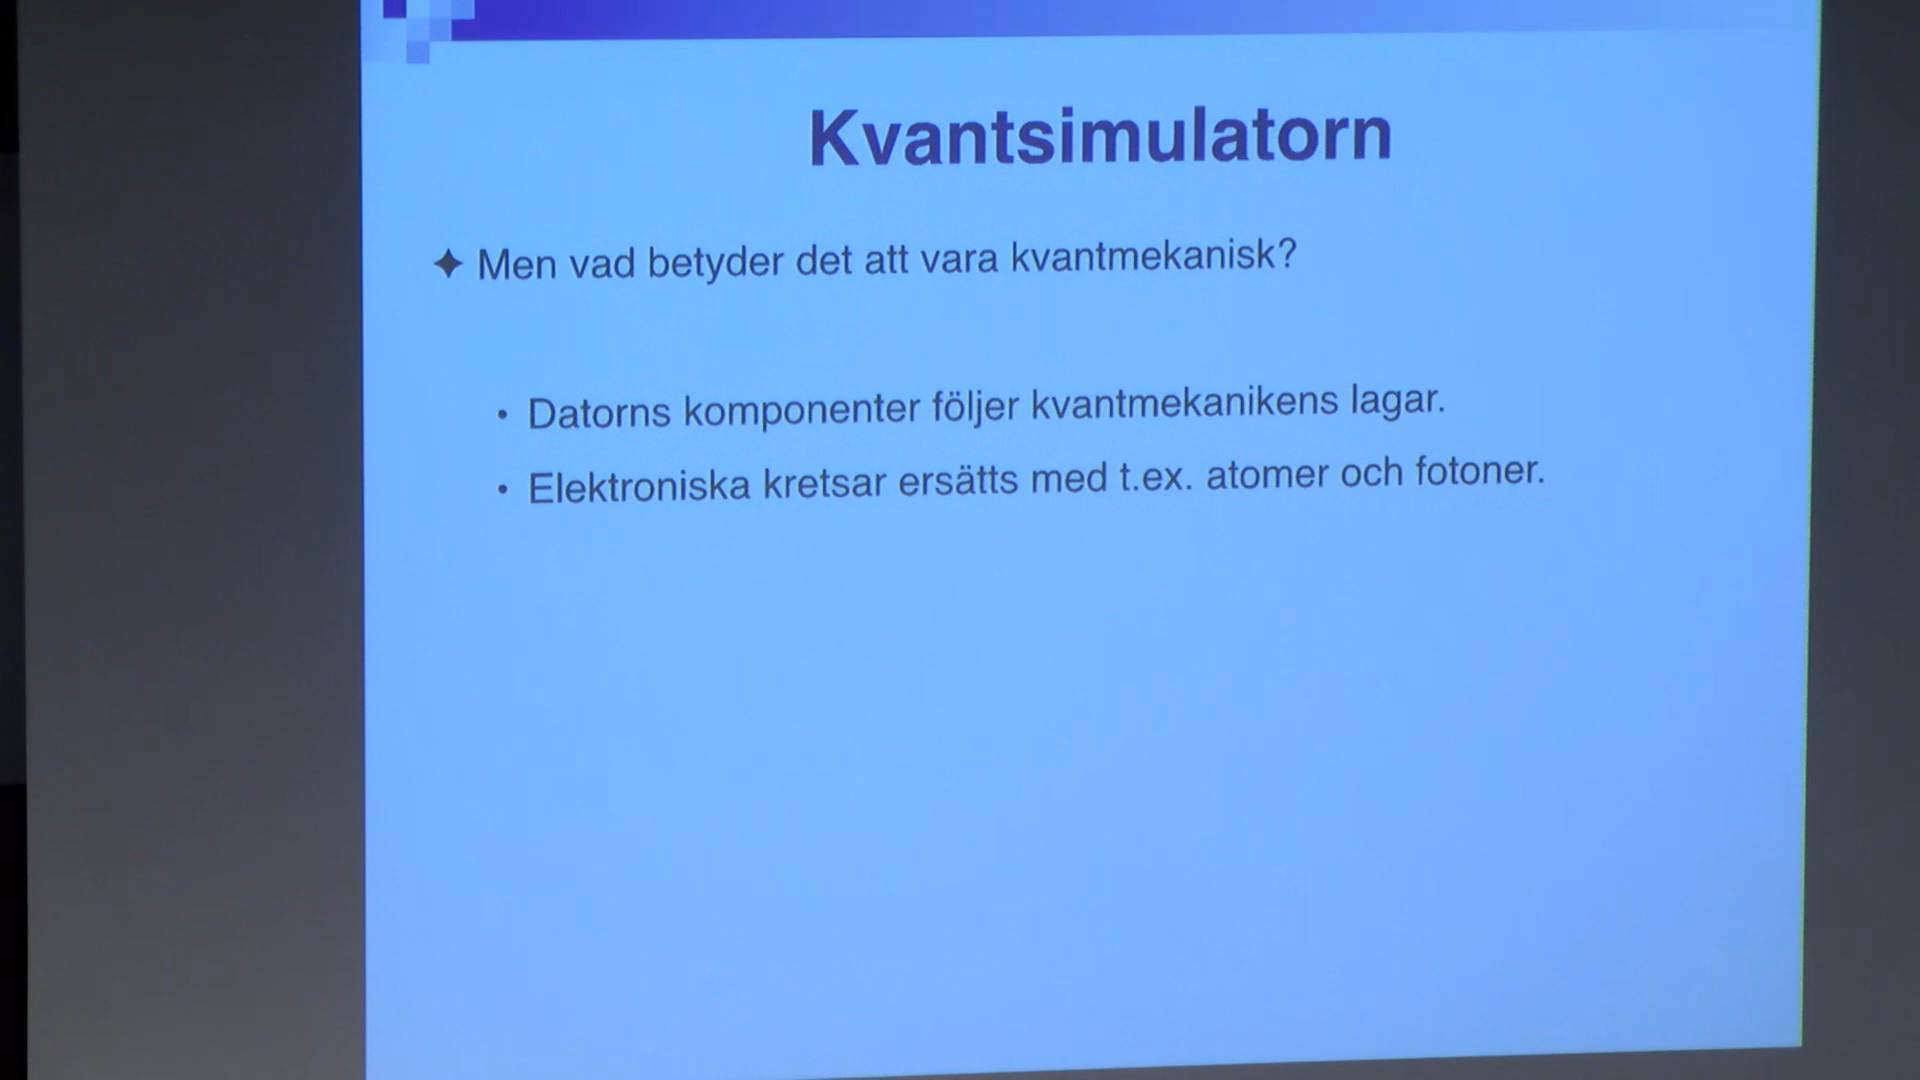 Kvantsimulatorn
Men vad betyder det att vara kvantmekanisk?
Datorns komponenter följer kvantmekanikens lagar.
Elektroniska kretsar ersätts med t.ex. atomer och fotoner.